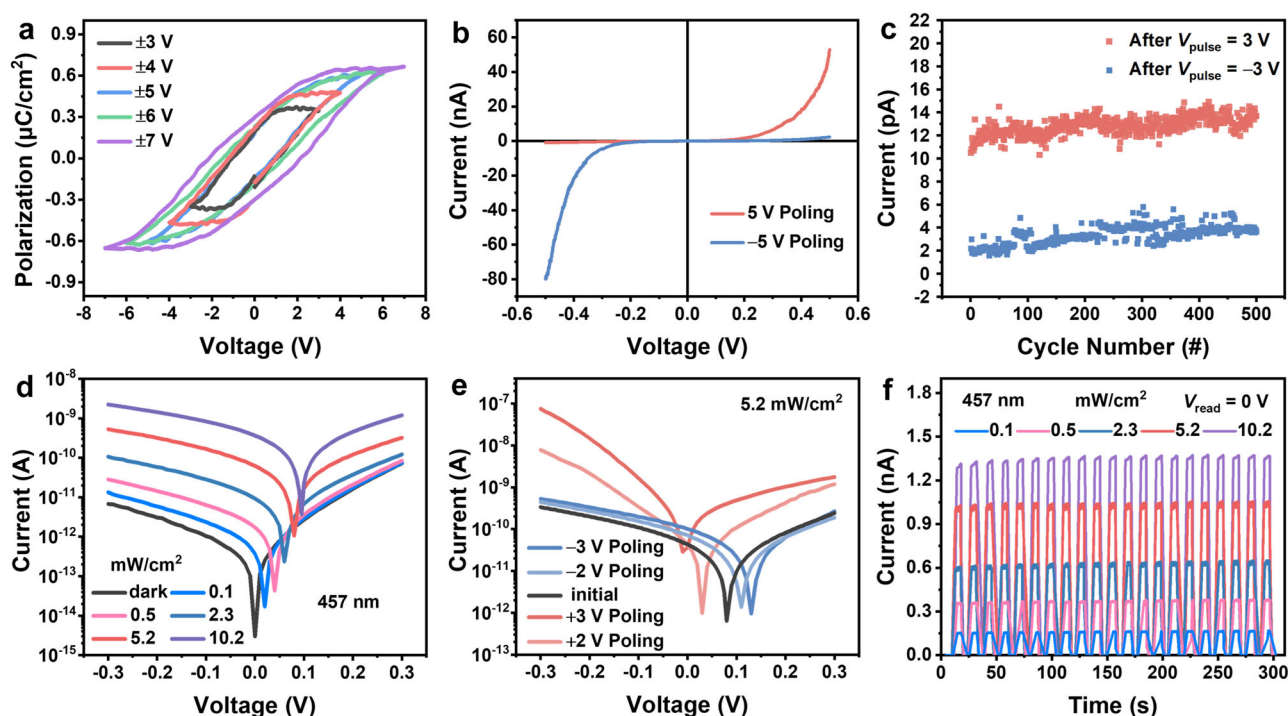 a
±3 V
±4 V
±5 V
±6 V
±7 V
0.9
0.6
0.3
0.0
-0.3
-0.6
-0.9
Polarization (μC/cm²)
-8 -6 -4 -2 0 2 4 6 8
Voltage (V)
b
60
40
20
0
-20
-40
-60
-80
Current (nA)
5 V Poling
−5 V Poling
-0.6 -0.4 -0.2 0.0 0.2 0.4 0.6
Voltage (V)
c
After Vpulse = 3 V
After Vpulse = −3 V
22
20
18
16
14
12
10
8
6
4
2
0
-2
Current (pA)
0 100 200 300 400 500
Cycle Number (#)
d
10⁻⁸
10⁻⁹
10⁻¹⁰
10⁻¹¹
10⁻¹²
10⁻¹³
10⁻¹⁴
10⁻¹⁵
Current (A)
mW/cm²
dark 0.1
0.5 2.3
5.2 10.2
457 nm
-0.3 -0.2 -0.1 0.0 0.1 0.2 0.3
Voltage (V)
e
5.2 mW/cm²
10⁻⁷
10⁻⁸
10⁻⁹
10⁻¹⁰
10⁻¹¹
10⁻¹²
10⁻¹³
Current (A)
−3 V Poling
−2 V Poling
initial
+3 V Poling
+2 V Poling
-0.3 -0.2 -0.1 0.0 0.1 0.2 0.3
Voltage (V)
f
457 nm mW/cm² Vread = 0 V
0.1 0.5 2.3 5.2 10.2
1.8
1.5
1.2
0.9
0.6
0.3
0.0
Current (nA)
0 25 50 75 100 125 150 175 200 225 250 275 300
Time (s)